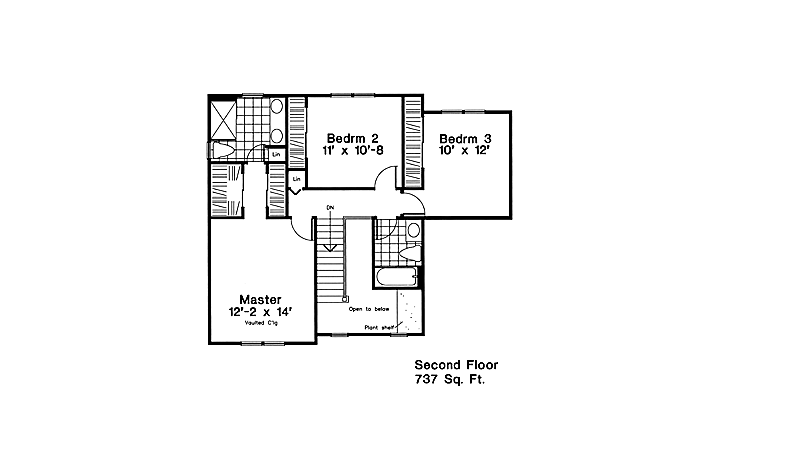 Lin
Bedrm 2
11' x 10'-8
Bedrm 3
10' x 12'
Lin
DN
Master
12'-2 x 14'
Vaulted C'lg
Open to below
Plant shelf
Second Floor
737 Sq. Ft.